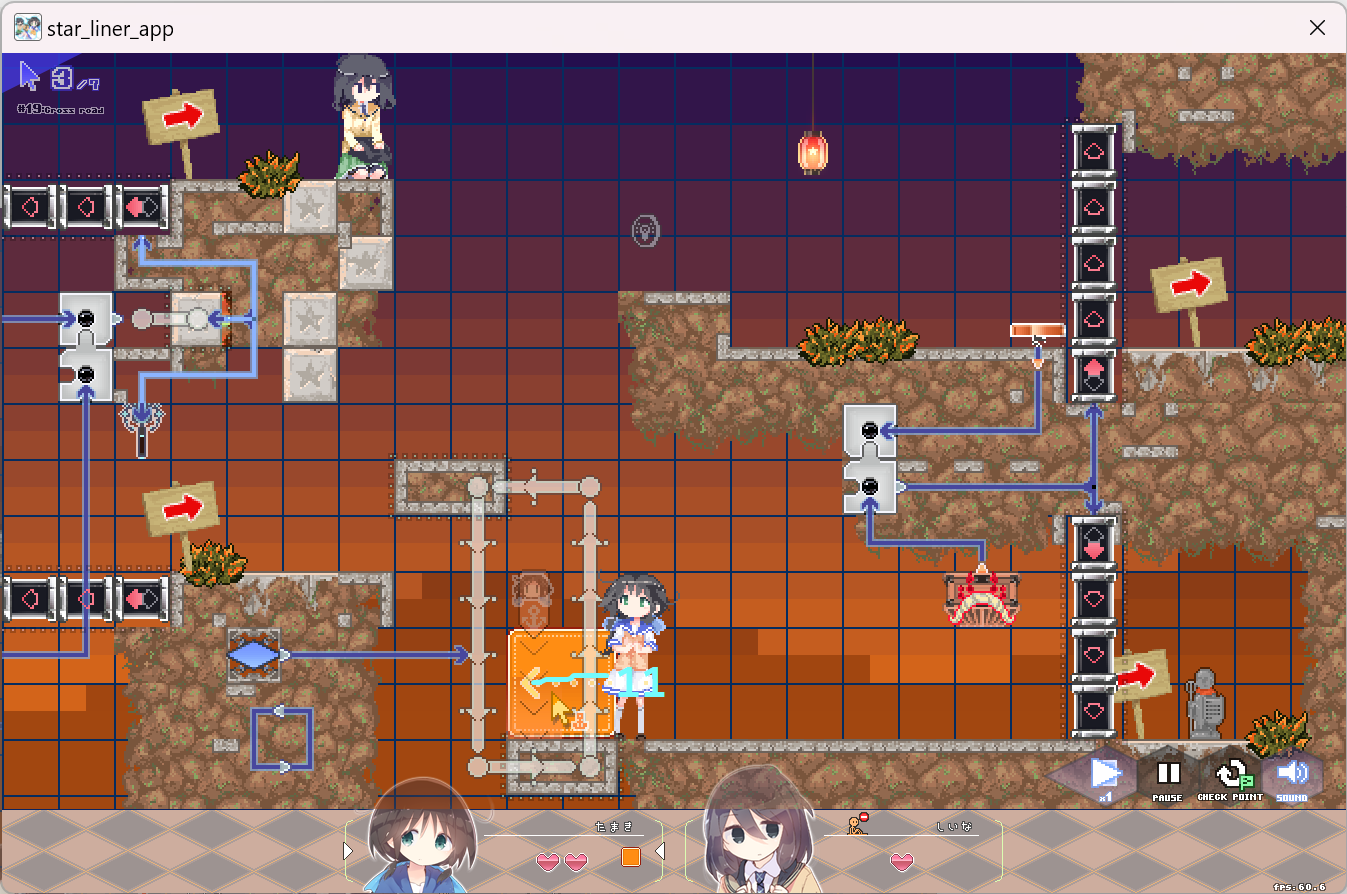 star_liner_app
3/7
#19:Cross road
11
x1
PAUSE
CHECK POINT
SOUND
たまき
しいな
fps:60.6